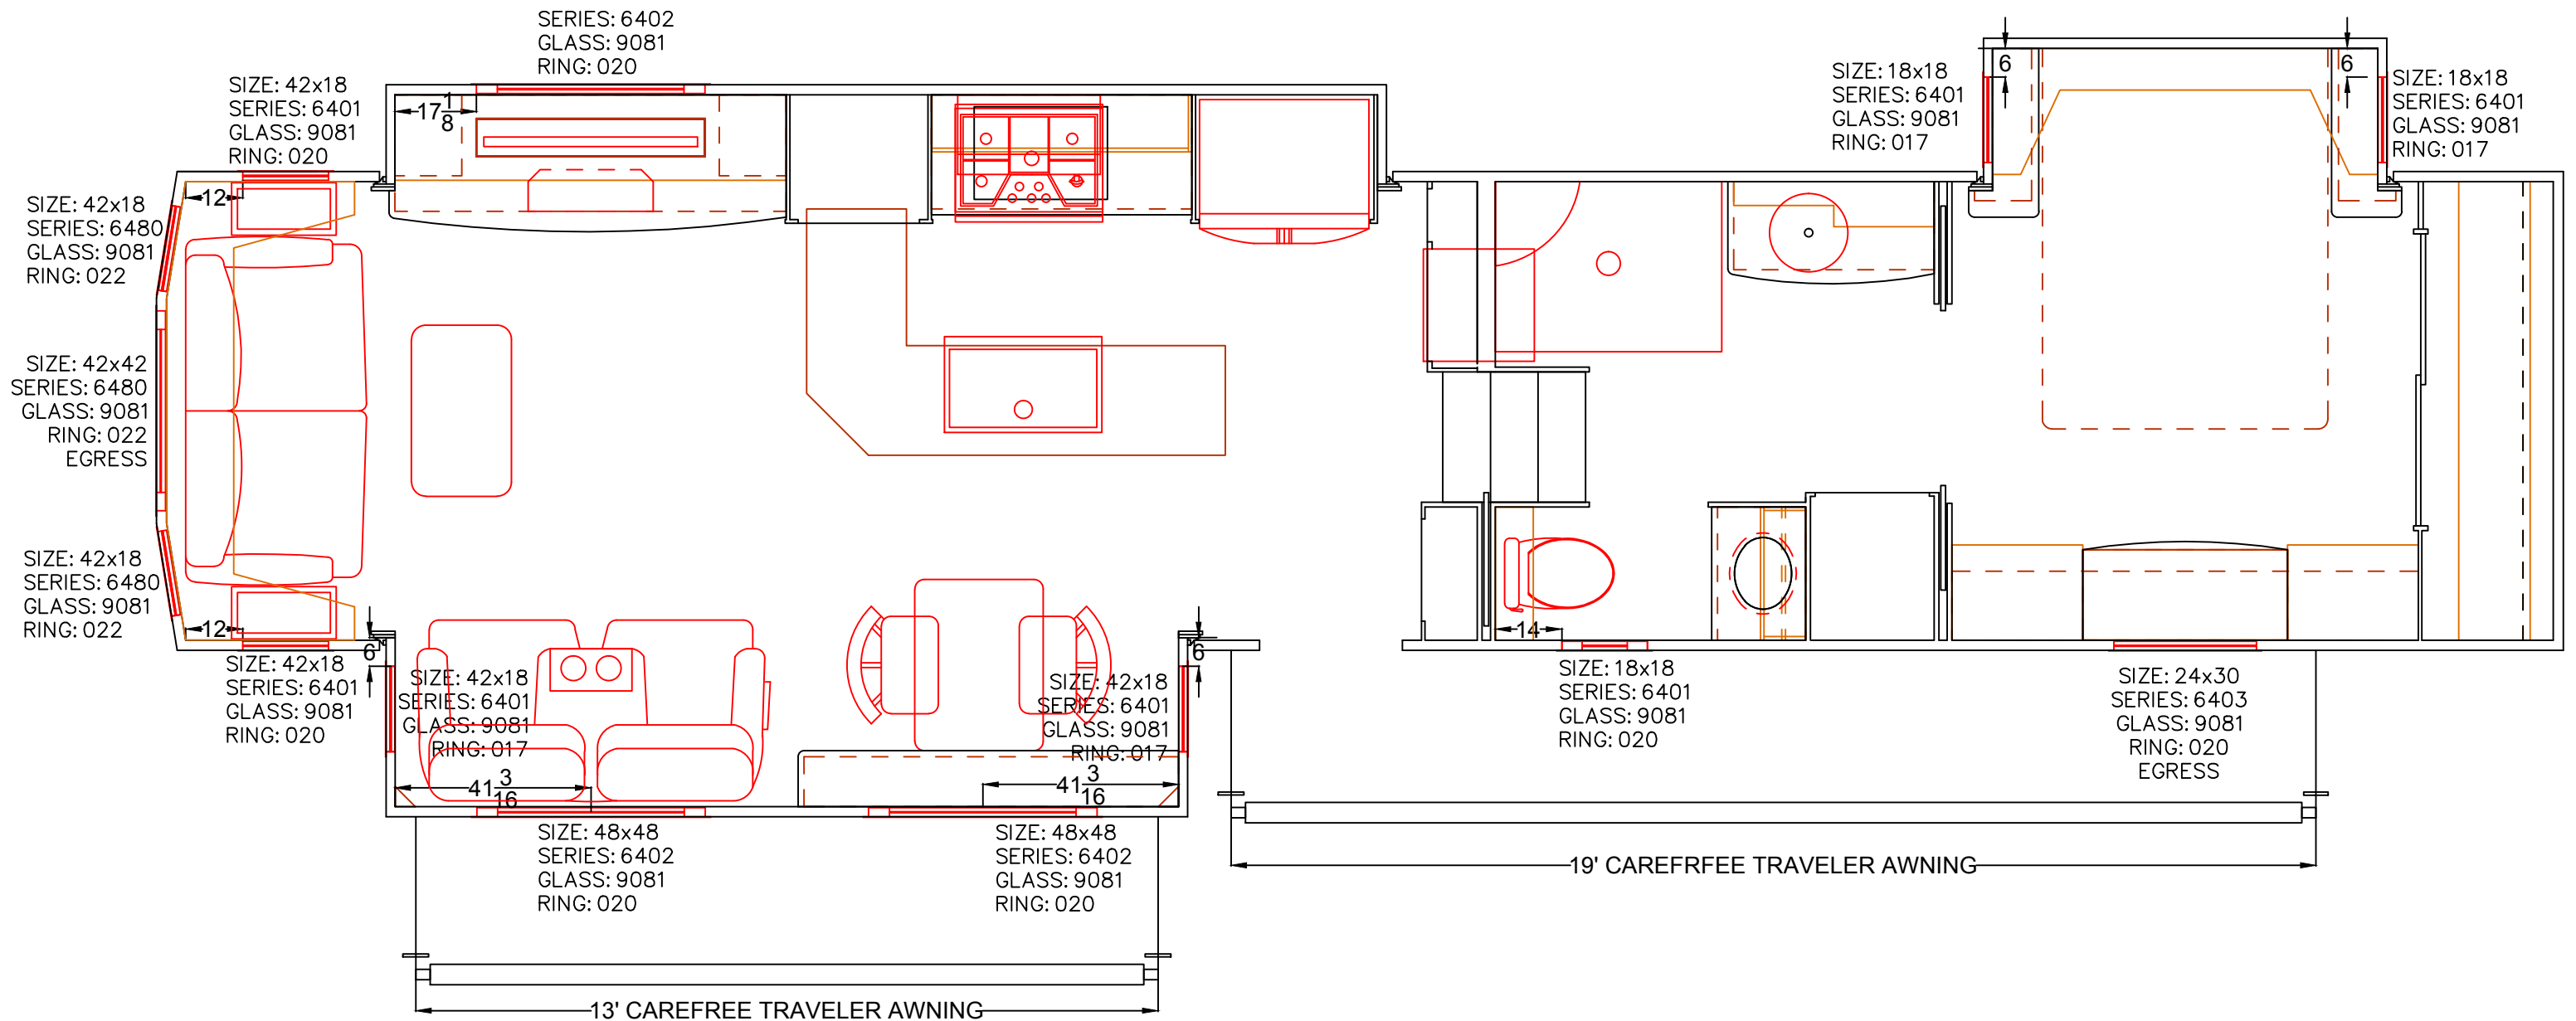 SERIES: 6402
GLASS: 9081
RING: 020
SIZE: 42x18
SERIES: 6401
GLASS: 9081
RING: 020
17 1/8
SIZE: 18x18
SERIES: 6401
GLASS: 9081
RING: 017
6
6
SIZE: 18x18
SERIES: 6401
GLASS: 9081
RING: 017
12
SIZE: 42x18
SERIES: 6480
GLASS: 9081
RING: 022
SIZE: 42x42
SERIES: 6480
GLASS: 9081
RING: 022
EGRESS
SIZE: 42x18
SERIES: 6480
GLASS: 9081
RING: 022
12
SIZE: 42x18
SERIES: 6401
GLASS: 9081
RING: 020
6
SIZE: 42x18
SERIES: 6401
GLASS: 9081
RING: 017
41 3/16
SIZE: 42x18
SERIES: 6401
GLASS: 9081
RING: 017
6
41 3/16
14
SIZE: 18x18
SERIES: 6401
GLASS: 9081
RING: 020
SIZE: 24x30
SERIES: 6403
GLASS: 9081
RING: 020
EGRESS
SIZE: 48x48
SERIES: 6402
GLASS: 9081
RING: 020
SIZE: 48x48
SERIES: 6402
GLASS: 9081
RING: 020
19' CAREFRFEE TRAVELER AWNING
13' CAREFREE TRAVELER AWNING